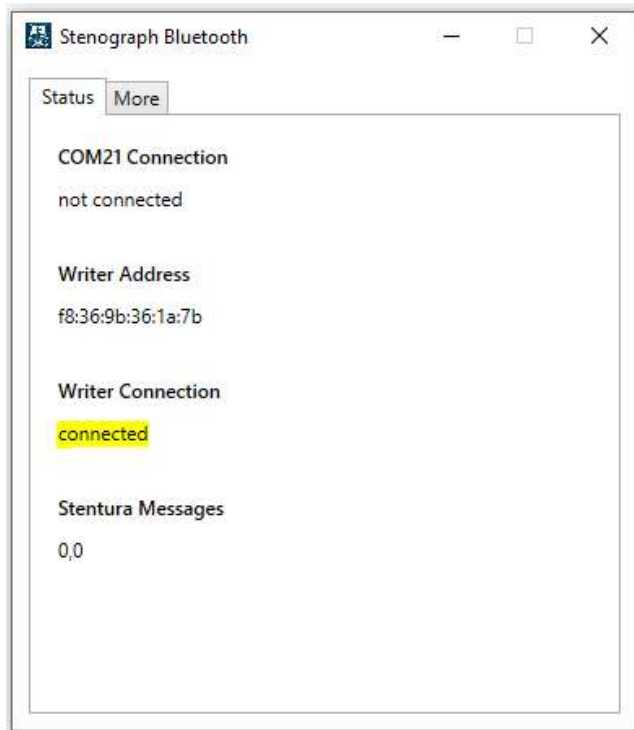 Stenograph Bluetooth
Status More
COM21 Connection
not connected
Writer Address
f8:36:9b:36:1a:7b
Writer Connection
connected
Stentura Messages
0,0